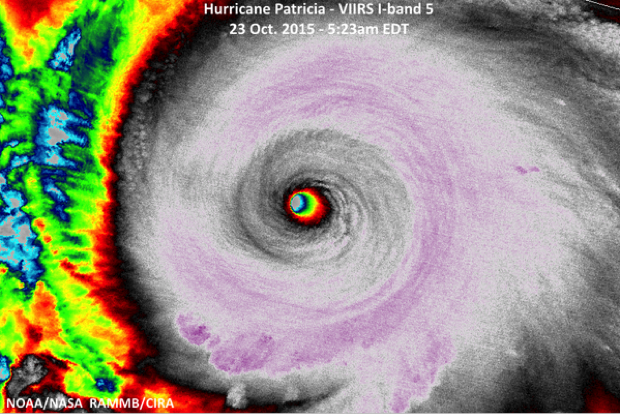 Hurricane Patricia - VIIRS I-band 5
23 Oct. 2015 - 5:23am EDT
NOAA/NASA RAMMB/CIRA